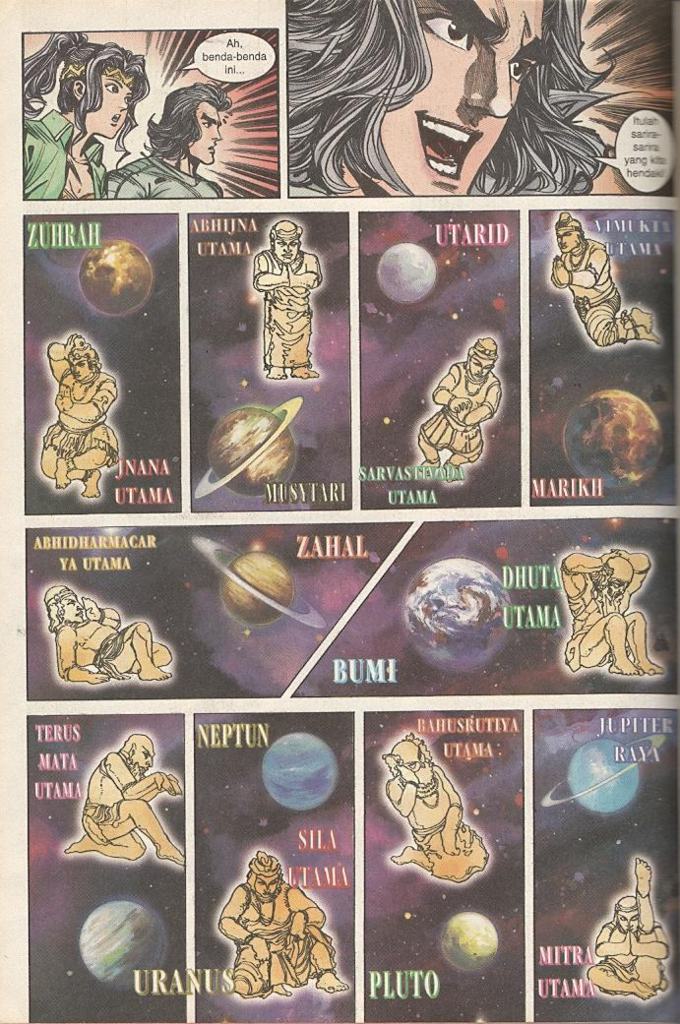 Ah,
benda-benda
ini...
Itulah
sarira-
sarira
yang kita
hendaki!
ZUHRAH
JNANA
UTAMA
ABHIJNA
UTAMA
MUSYTARI
UTARID
SARVASTIVADA
UTAMA
VIMUKTI
UTAMA
MARIKH
ABHIDHARMACAR
YA UTAMA
ZAHAL
BUMI
DHUTA
UTAMA
TERUS
MATA
UTAMA
URANUS
NEPTUN
SILA
UTAMA
BAHUSRUTIYA
UTAMA
PLUTO
JUPITER
RAYA
MITRA
UTAMA